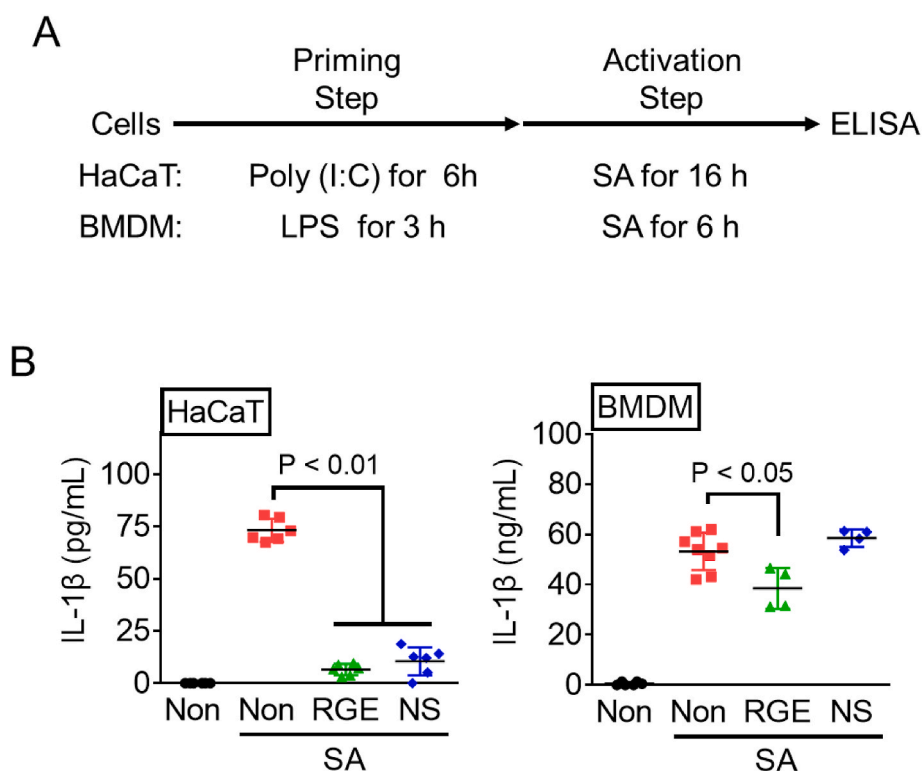 A
Priming Step
Activation Step
Cells
ELISA
HaCaT: Poly (I:C) for 6h SA for 16 h
BMDM: LPS for 3 h SA for 6 h
B
HaCaT
IL-1β (pg/mL)
100
75
50
25
0
P < 0.01
Non Non RGE NS
SA
BMDM
IL-1β (ng/mL)
100
80
60
40
20
0
P < 0.05
Non Non RGE NS
SA